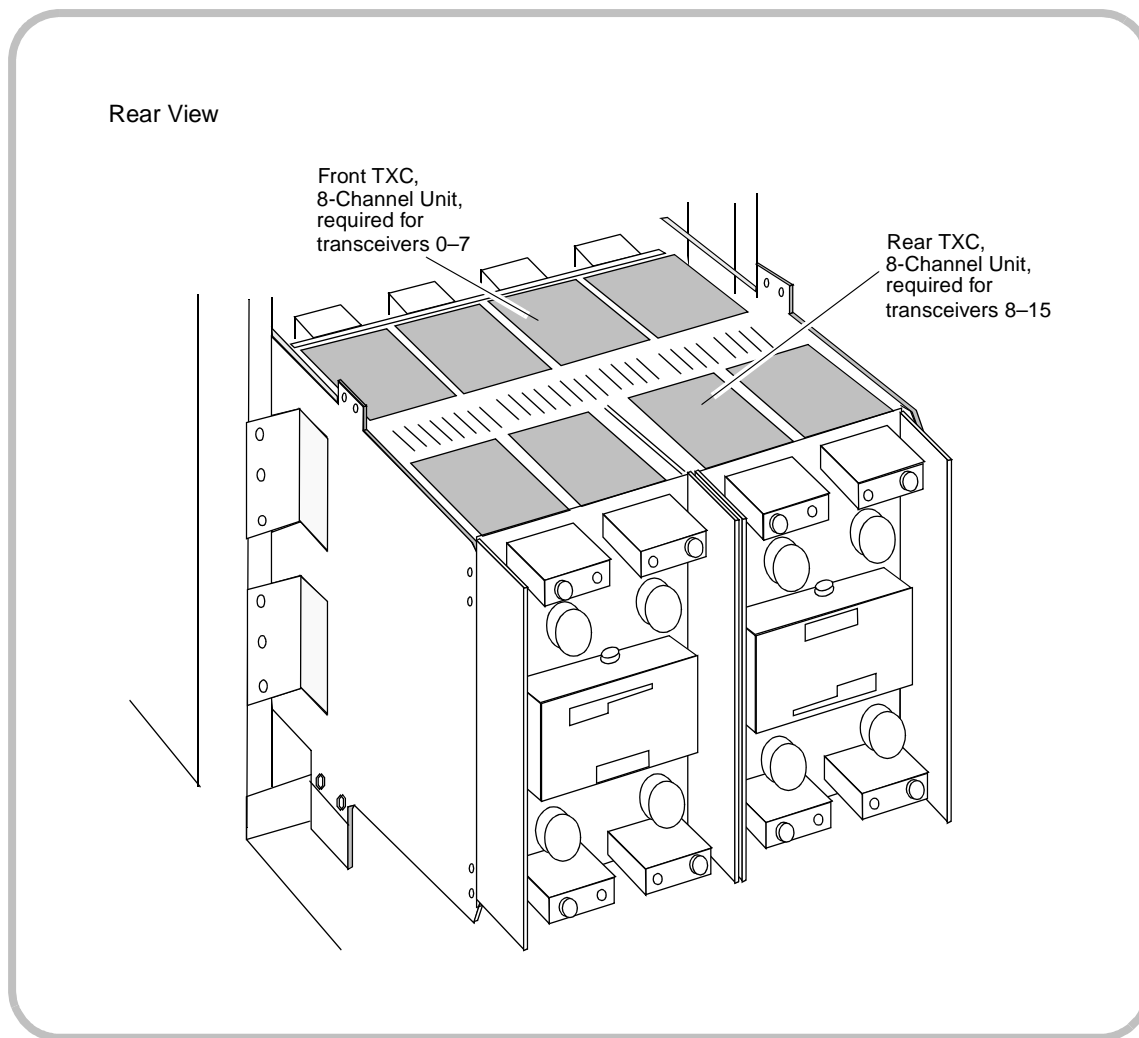 Rear View
Front TXC,
8-Channel Unit,
required for
transceivers 0–7
Rear TXC,
8-Channel Unit,
required for
transceivers 8–15